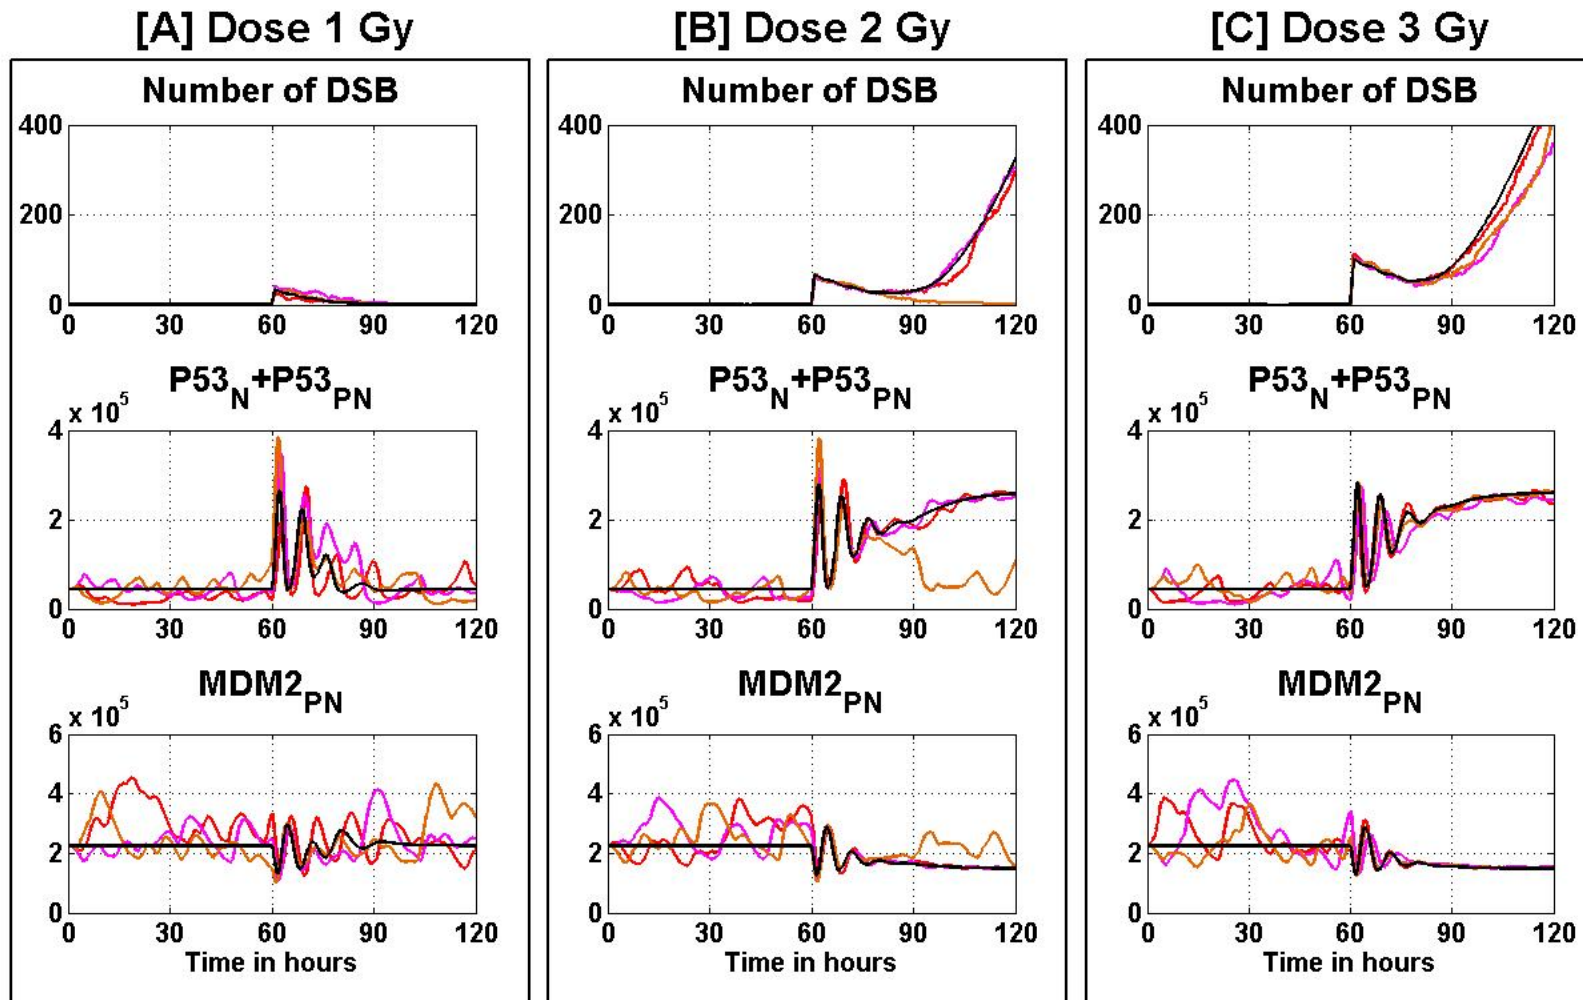 [A] Dose 1 Gy
Number of DSB
400
200
0
0 30 60 90 120
P53N+P53PN
x 10^5
4
2
0
0 30 60 90 120
MDM2PN
x 10^5
6
4
2
0
0 30 60 90 120
Time in hours
[B] Dose 2 Gy
Number of DSB
400
200
0
0 30 60 90 120
P53N+P53PN
x 10^5
4
2
0
0 30 60 90 120
MDM2PN
x 10^5
6
4
2
0
0 30 60 90 120
Time in hours
[C] Dose 3 Gy
Number of DSB
400
200
0
0 30 60 90 120
P53N+P53PN
x 10^5
4
2
0
0 30 60 90 120
MDM2PN
x 10^5
6
4
2
0
0 30 60 90 120
Time in hours